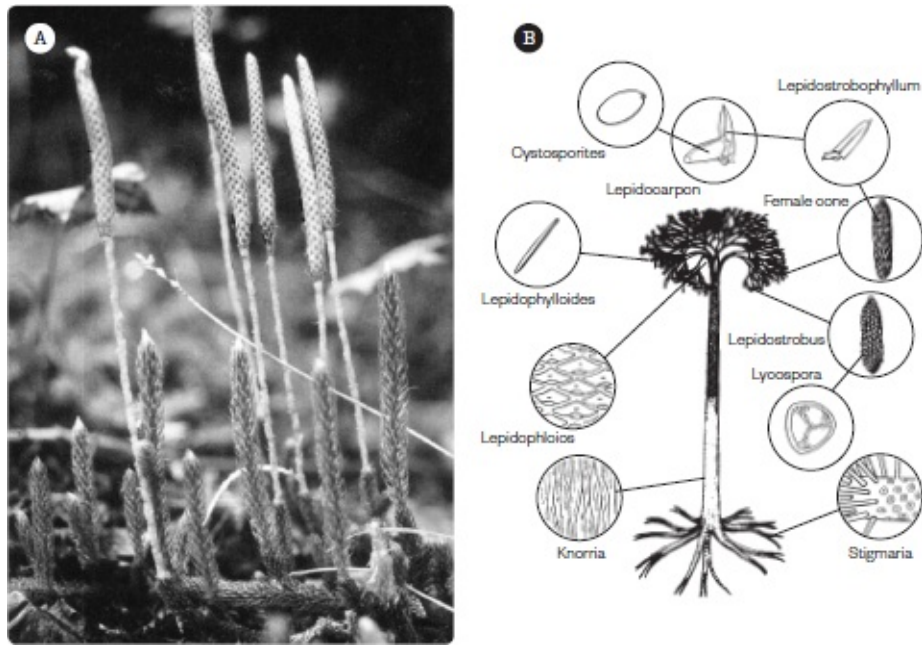 A
B
Lepidostrobophyllum
Cystosporites
Lepidocarpon
Female cone
Lepidophylloides
Lepidostrobus
Lycospora
Lepidophloios
Knorria
Stigmaria